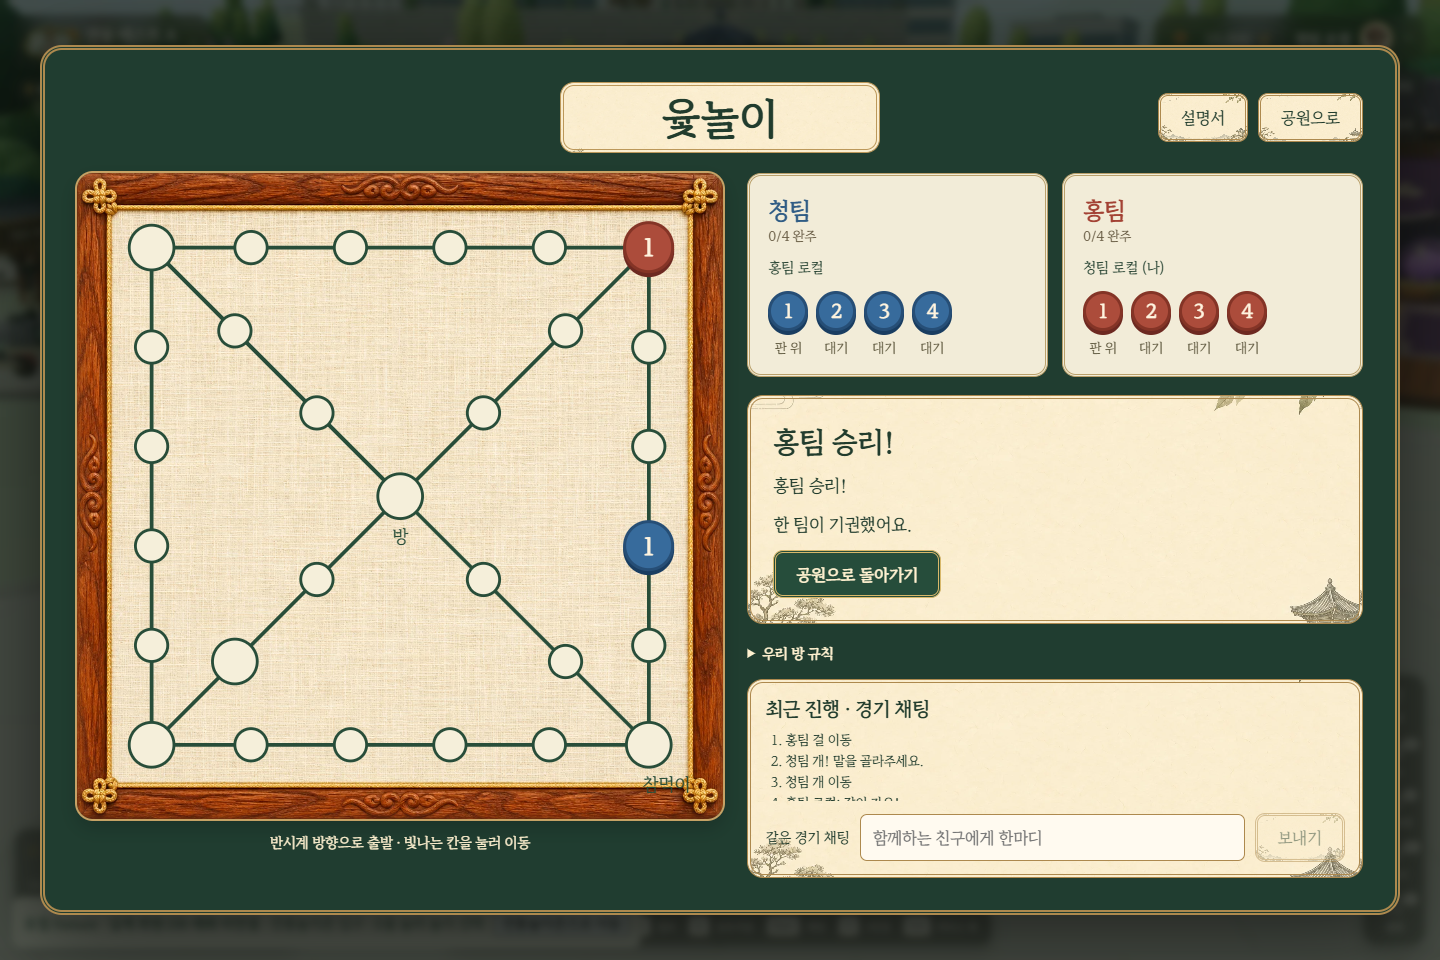 윷놀이
설명서
공원으로
청팀
0/4 완주
홍팀 로컬
1 2 3 4
판 위 대기 대기 대기
홍팀
0/4 완주
청팀 로컬 (나)
1 2 3 4
판 위 대기 대기 대기
1
방
1
반시계 방향으로 출발 · 빛나는 칸을 눌러 이동
홍팀 승리!
홍팀 승리!
한 팀이 기권했어요.
공원으로 돌아가기
▶ 우리 방 규칙
최근 진행 · 경기 채팅
1. 홍팀 걸 이동
2. 청팀 개! 말을 골라주세요.
3. 청팀 개 이동
같은 경기 채팅
함께하는 친구에게 한마디
보내기